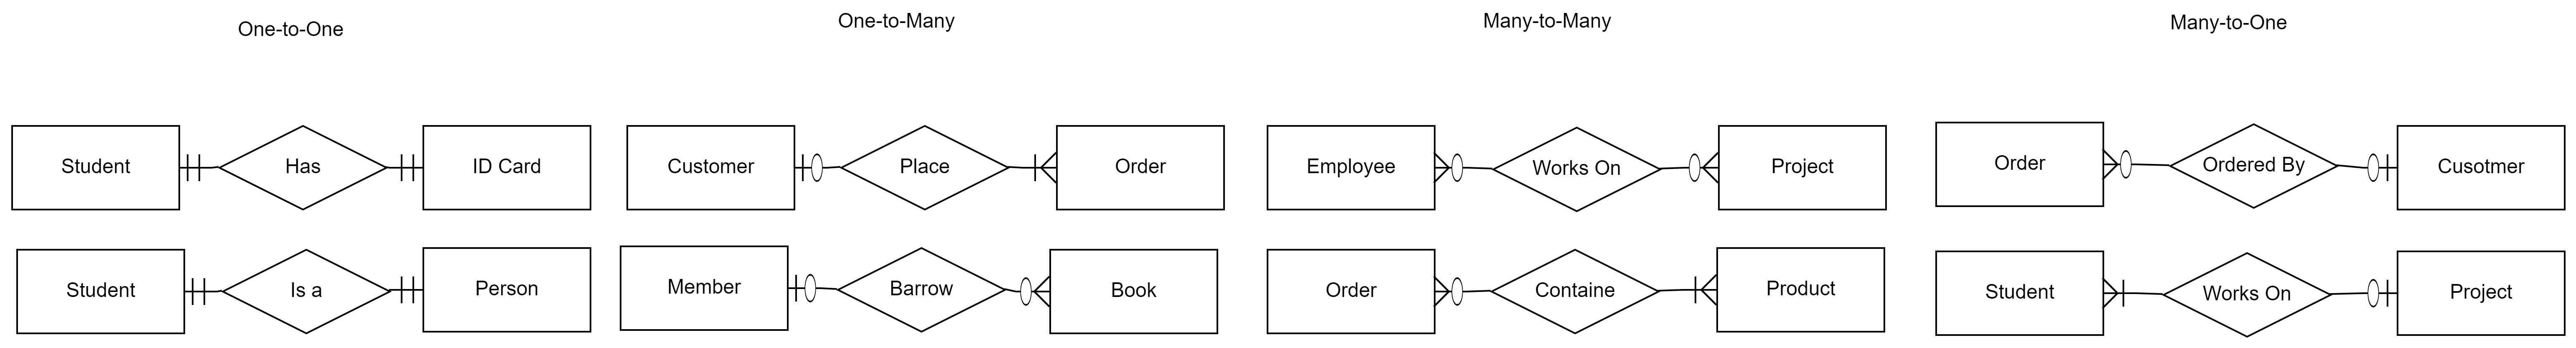 One-to-One
One-to-Many
Many-to-Many
Many-to-One
Student
Has
ID Card
Customer
Place
Order
Employee
Works On
Project
Order
Ordered By
Cusotmer
Student
Is a
Person
Member
Barrow
Book
Order
Containe
Product
Student
Works On
Project